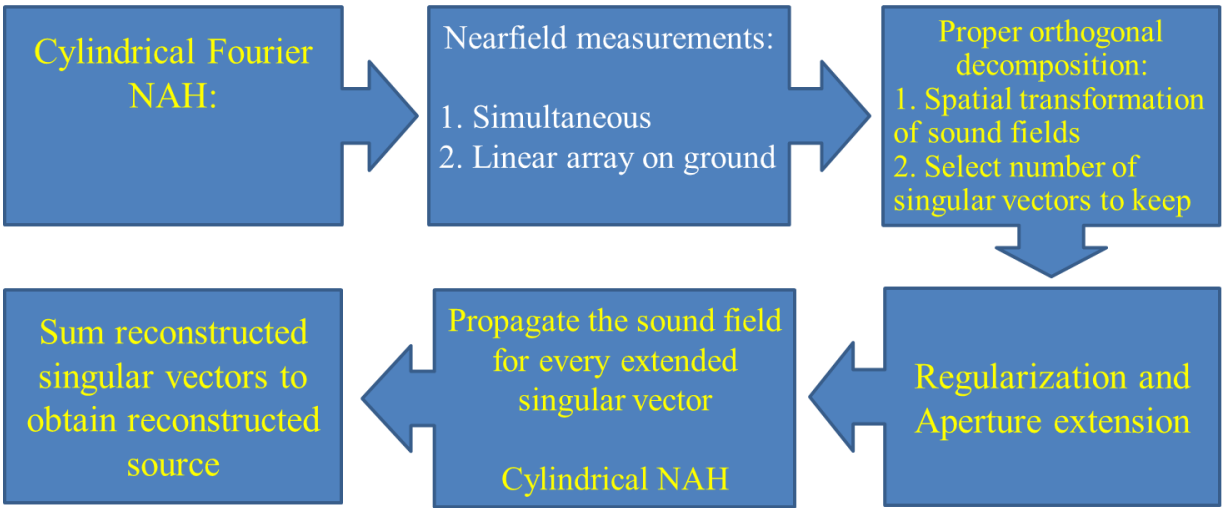 Cylindrical Fourier
NAH:
Nearfield measurements:
1. Simultaneous
2. Linear array on ground
Proper orthogonal
decomposition:
1. Spatial transformation
of sound fields
2. Select number of
singular vectors to keep
Regularization and
Aperture extension
Propagate the sound field
for every extended
singular vector
Cylindrical NAH
Sum reconstructed
singular vectors to
obtain reconstructed
source